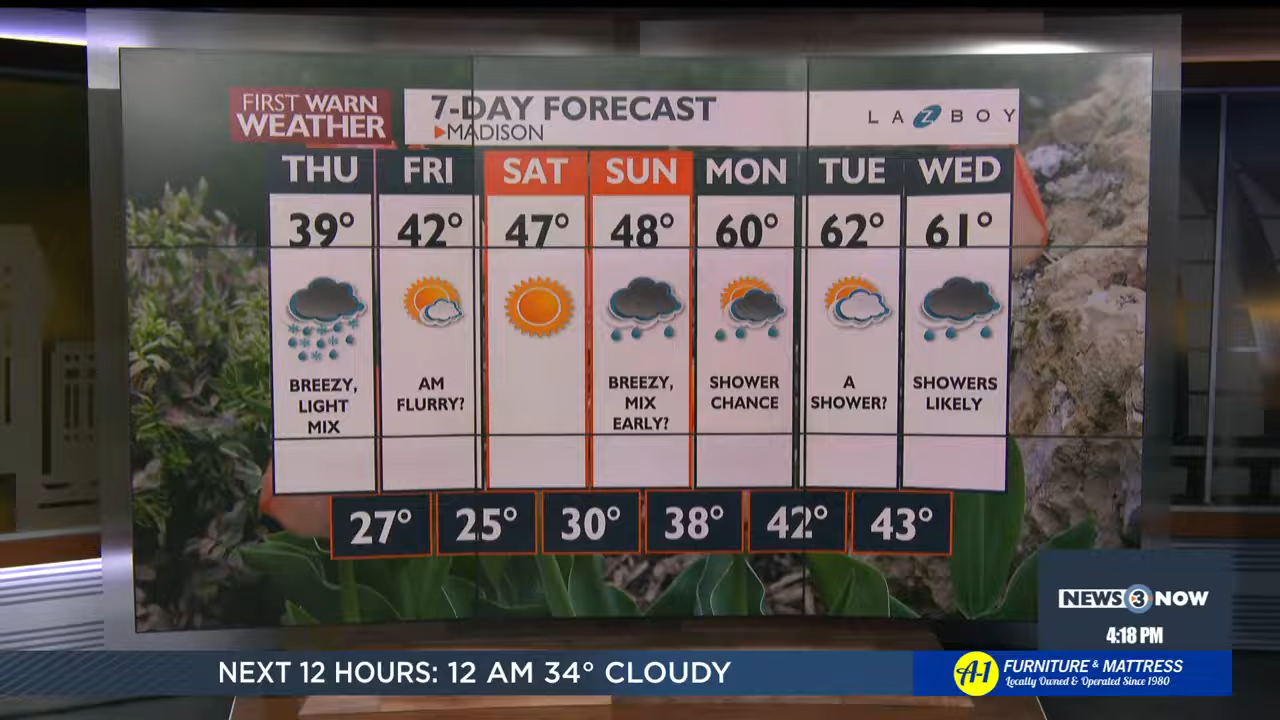 FIRST WARN
WEATHER
7-DAY FORECAST
MADISON
LAZBOY
THU
FRI
SAT
SUN
MON
TUE
WED
39°
42°
47°
48°
60°
62°
61°
BREEZY,
LIGHT
MIX
AM
FLURRY?
BREEZY,
MIX
EARLY?
SHOWER
CHANCE
A
SHOWER?
SHOWERS
LIKELY
27°
25°
30°
38°
42°
43°
NEWS 3 NOW
4:18 PM
NEXT 12 HOURS: 12 AM 34° CLOUDY
A-1
FURNITURE & MATTRESS
Locally Owned & Operated Since 1980